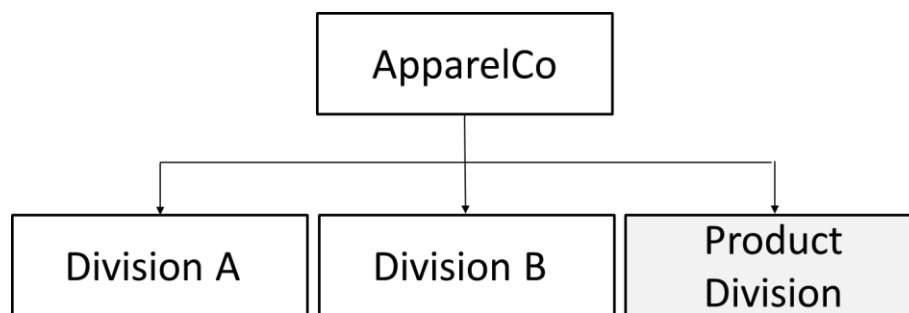 ApparelCo
Division A
Division B
Product
Division